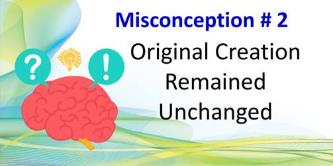 Misconception # 2
Original Creation
Remained
Unchanged
? !